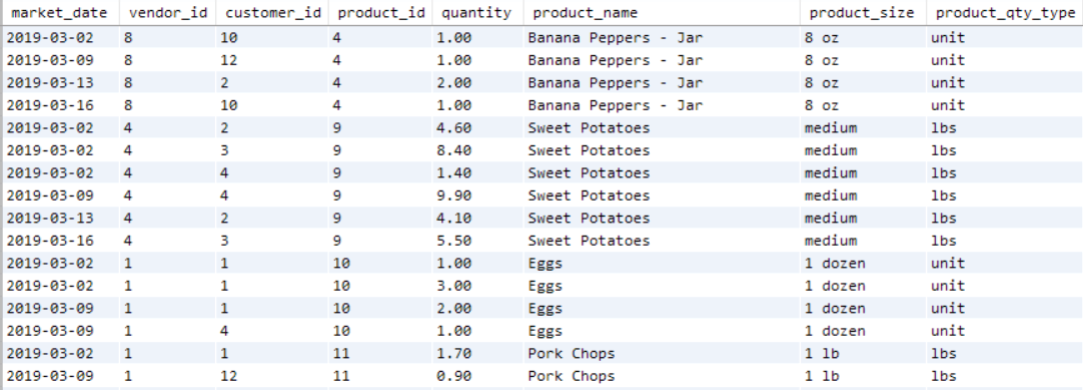 market_date vendor_id customer_id product_id quantity product_name product_size product_qty_type
2019-03-02 8 10 4 1.00 Banana Peppers - Jar 8 oz unit
2019-03-09 8 12 4 1.00 Banana Peppers - Jar 8 oz unit
2019-03-13 8 2 4 2.00 Banana Peppers - Jar 8 oz unit
2019-03-16 8 10 4 1.00 Banana Peppers - Jar 8 oz unit
2019-03-02 4 2 9 4.60 Sweet Potatoes medium lbs
2019-03-02 4 3 9 8.40 Sweet Potatoes medium lbs
2019-03-02 4 4 9 1.40 Sweet Potatoes medium lbs
2019-03-09 4 4 9 9.90 Sweet Potatoes medium lbs
2019-03-13 4 2 9 4.10 Sweet Potatoes medium lbs
2019-03-16 4 3 9 5.50 Sweet Potatoes medium lbs
2019-03-02 1 1 10 1.00 Eggs 1 dozen unit
2019-03-02 1 1 10 3.00 Eggs 1 dozen unit
2019-03-09 1 1 10 2.00 Eggs 1 dozen unit
2019-03-09 1 4 10 1.00 Eggs 1 dozen unit
2019-03-02 1 1 11 1.70 Pork Chops 1 lb lbs
2019-03-09 1 12 11 0.90 Pork Chops 1 lb lbs